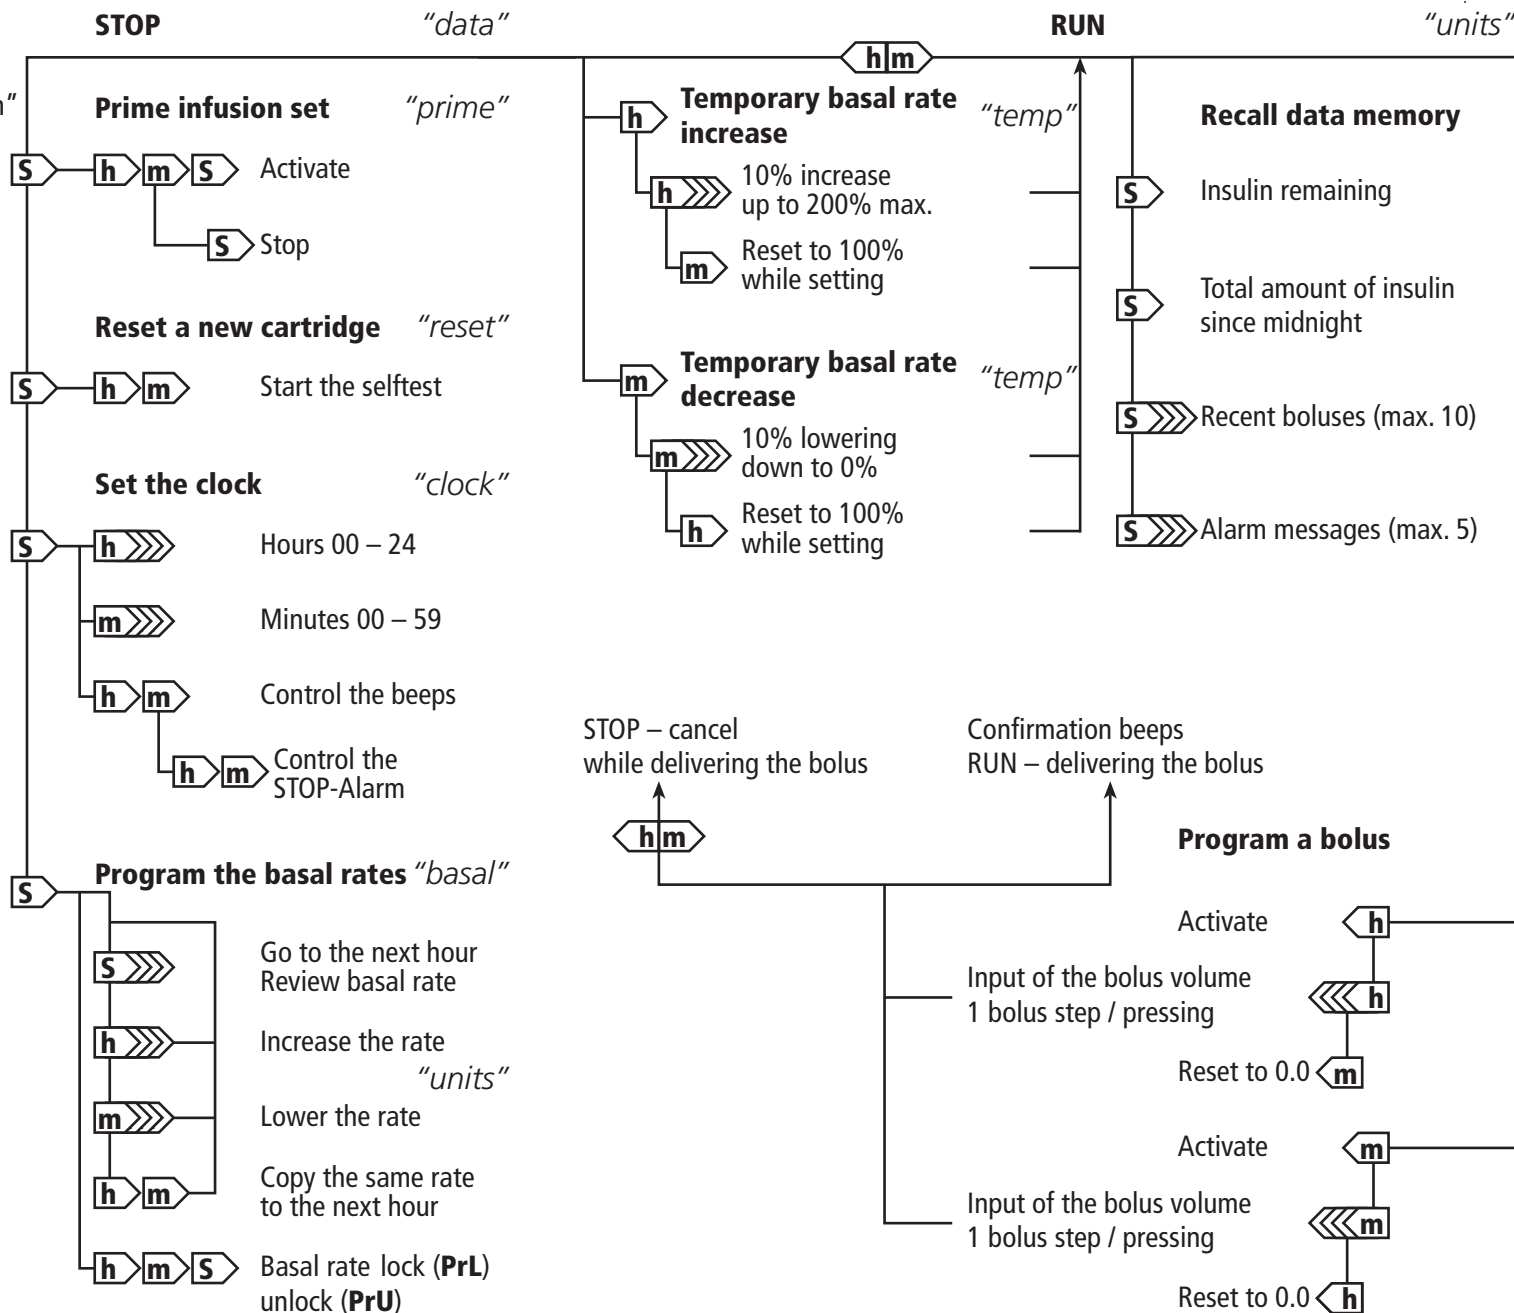 STOP "data"
n"
Prime infusion set "prime"
S h m S Activate
S Stop
Reset a new cartridge "reset"
S h m Start the selftest
Set the clock "clock"
S h Hours 00 – 24
m Minutes 00 – 59
h m Control the beeps
h m Control the
STOP-Alarm
S Program the basal rates "basal"
S Go to the next hour
Review basal rate
h Increase the rate
"units"
m Lower the rate
h m Copy the same rate
to the next hour
h m S Basal rate lock (PrL)
unlock (PrU)
h m
RUN "units"
h Temporary basal rate
increase "temp"
h 10% increase
up to 200% max.
m Reset to 100%
while setting
m Temporary basal rate
decrease "temp"
m 10% lowering
down to 0%
h Reset to 100%
while setting
Recall data memory
S Insulin remaining
S Total amount of insulin
since midnight
S Recent boluses (max. 10)
S Alarm messages (max. 5)
STOP – cancel
while delivering the bolus
h m
Confirmation beeps
RUN – delivering the bolus
Program a bolus
Activate h
Input of the bolus volume
1 bolus step / pressing h
Reset to 0.0 m
Activate m
Input of the bolus volume
1 bolus step / pressing m
Reset to 0.0 h